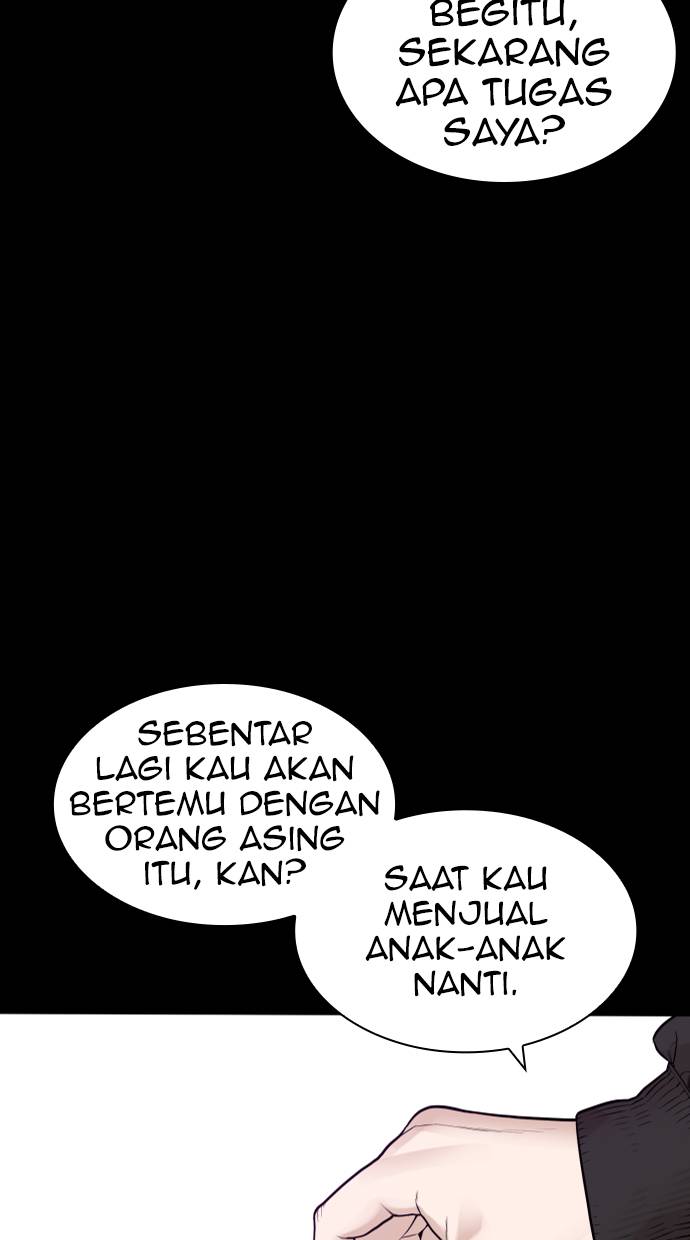 BEGITU,
SEKARANG
APA TUGAS
SAYA?
SEBENTAR
LAGI KAU AKAN
BERTEMU DENGAN
ORANG ASING
ITU, KAN?
SAAT KAU
MENJUAL
ANAK-ANAK
NANTI.